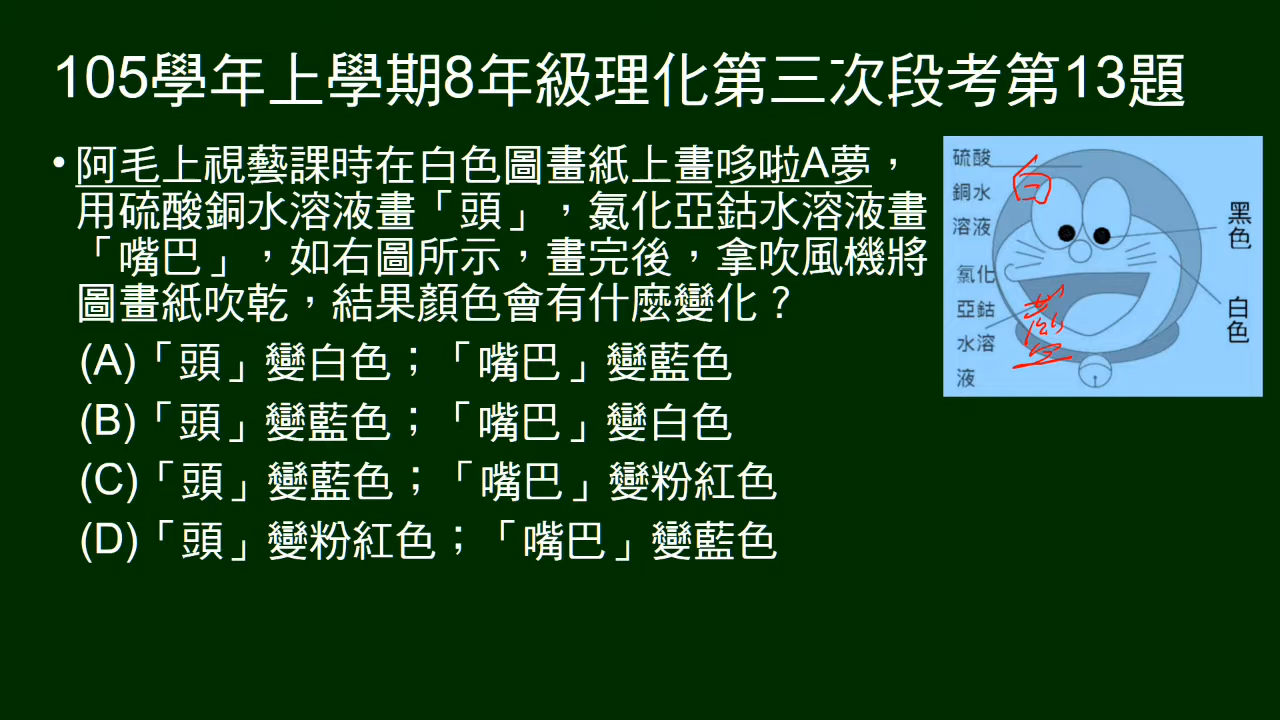 105學年上學期8年級理化第三次段考第13題
•阿毛上視藝課時在白色圖畫紙上畫哆啦A夢，
用硫酸銅水溶液畫「頭」，氯化亞鈷水溶液畫
「嘴巴」，如右圖所示，畫完後，拿吹風機將
圖畫紙吹乾，結果顏色會有什麼變化？
(A)「頭」變白色；「嘴巴」變藍色
(B)「頭」變藍色；「嘴巴」變白色
(C)「頭」變藍色；「嘴巴」變粉紅色
(D)「頭」變粉紅色；「嘴巴」變藍色
硫酸
銅水
溶液
氯化
亞鈷
水溶
液
白
藍
黑
色
白
色